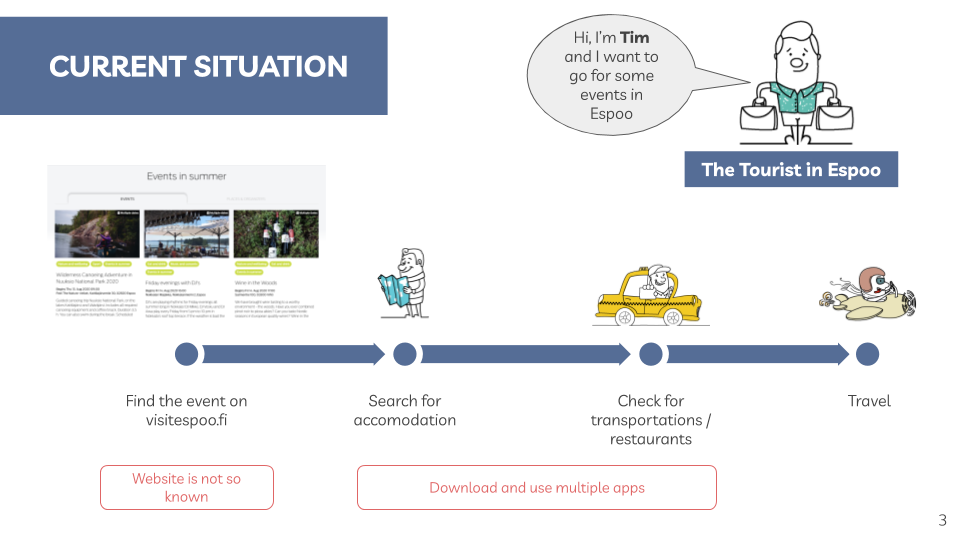 CURRENT SITUATION
Hi, I'm Tim
and I want to
go for some
events in
Espoo
The Tourist in Espoo
Events in summer
EVENTS
Wilderness Canoeing Adventure in
Nuuksio National Park 2020
Friday evenings with DJ's
Wine in the Woods
Find the event on
visitespoo.fi
Search for
accomodation
Check for
transportations /
restaurants
Travel
Website is not so
known
Download and use multiple apps
3